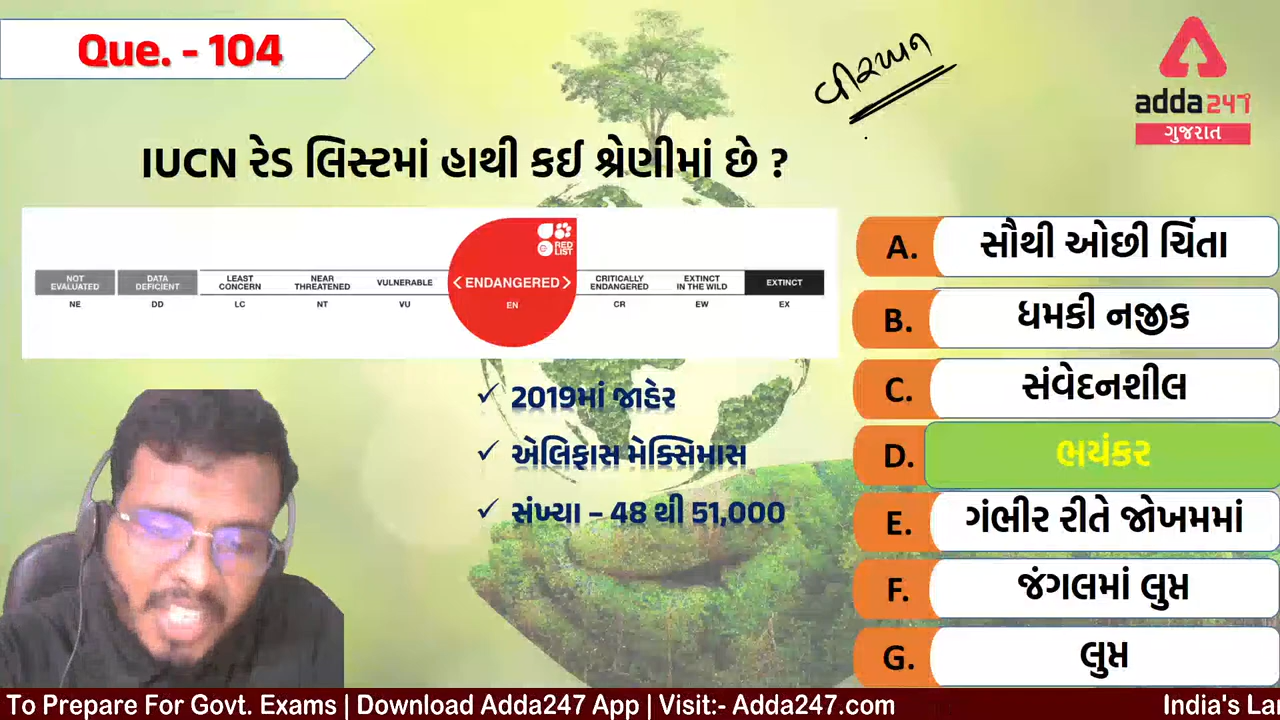 Que. - 104
વીરપાન
adda247
ગુજરાત
IUCN રેડ લિસ્ટમાં હાથી કઈ શ્રેણીમાં છે ?
RED LIST
NOT EVALUATED
NE
DATA DEFICIENT
DD
LEAST CONCERN
LC
NEAR THREATENED
NT
VULNERABLE
VU
<ENDANGERED>
EN
CRITICALLY ENDANGERED
CR
EXTINCT IN THE WILD
EW
EXTINCT
EX
2019માં જાહેર
એલિફાસ મેક્સિમાસ
સંખ્યા – 48 થી 51,000
A. સૌથી ઓછી ચિંતા
B. ધમકી નજીક
C. સંવેદનશીલ
D. ભયંકર
E. ગંભીર રીતે જોખમમાં
F. જંગલમાં લુપ્ત
G. લુપ્ત
To Prepare For Govt. Exams | Download Adda247 App | Visit:- Adda247.com
India's La